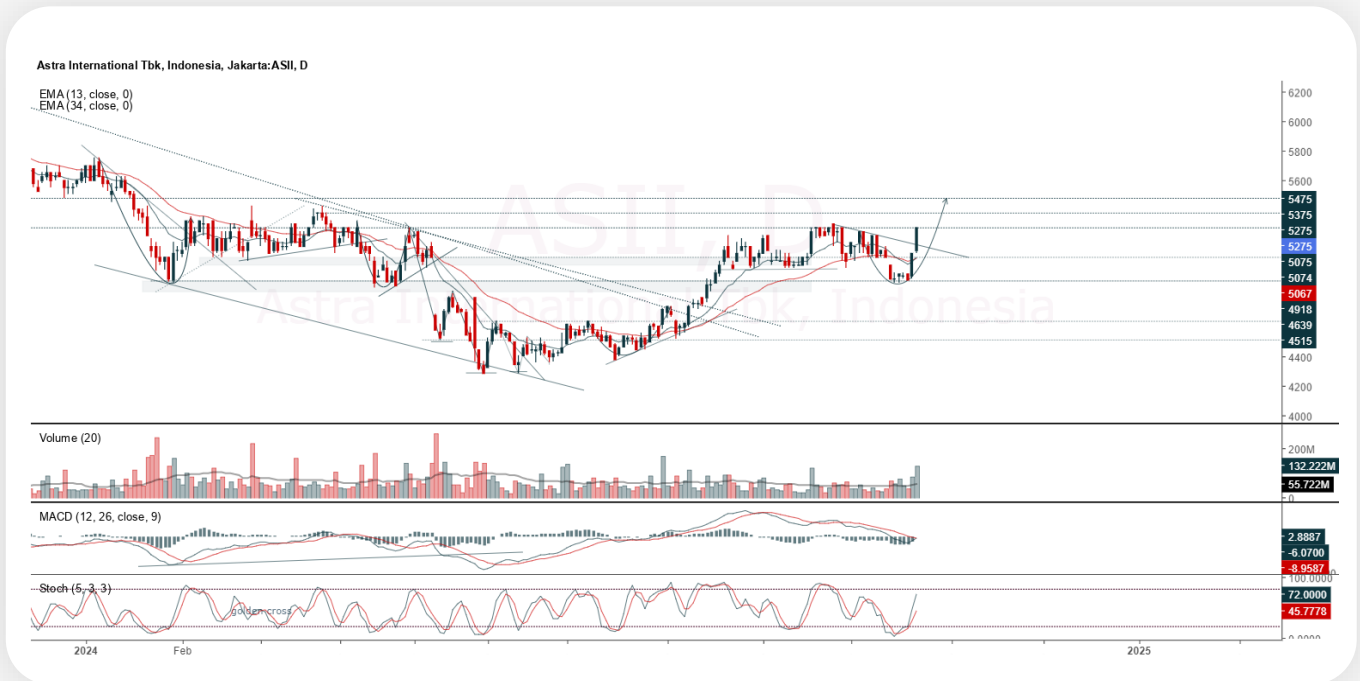 Astra International Tbk, Indonesia, Jakarta:ASII, D
EMA (13, close, 0)
EMA (34, close, 0)
ASII, D
Astra International Tbk, Indonesia
6200
6000
5800
5600
5475
5375
5275
5275
5075
5074
5067
4918
4639
4515
4400
4200
4000
Volume (20)
200M
132.222M
55.722M
0
MACD (12, 26, close, 9)
2.8887
-6.0700
-8.9587
Stoch (5, 3, 3)
100.0000
72.0000
45.7778
golden cross
0.0000
2024
Feb
2025